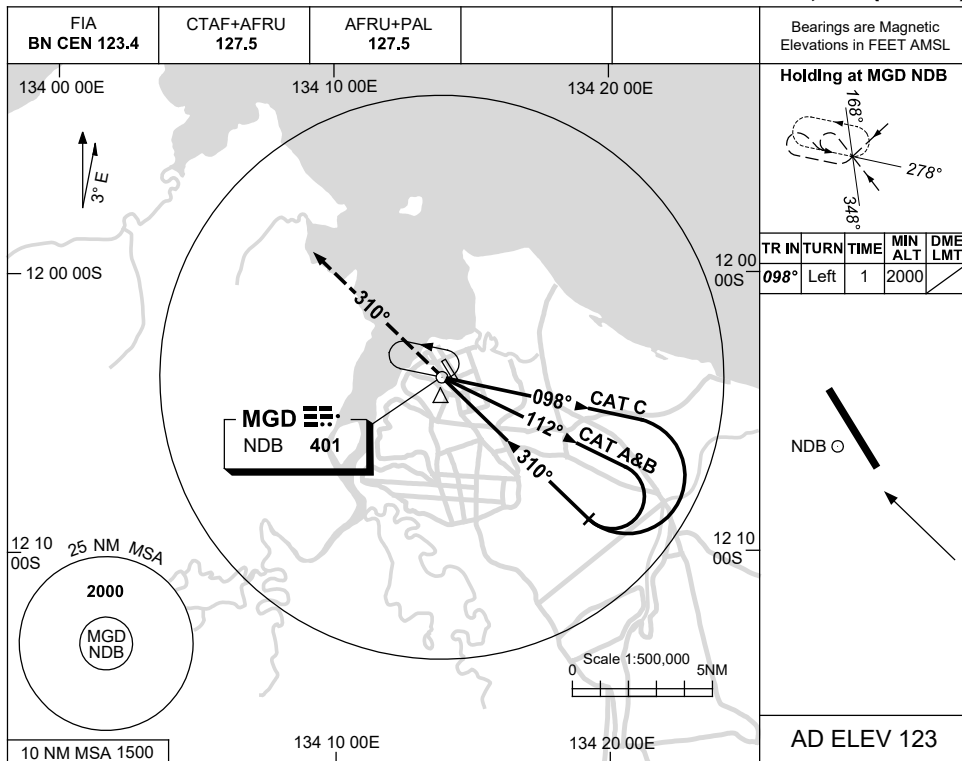 FIA
BN CEN 123.4
CTAF+AFRU
127.5
AFRU+PAL
127.5
Bearings are Magnetic
Elevations in FEET AMSL
134 00 00E
134 10 00E
134 20 00E
3° E
12 00 00S
12 00
00S
310°
098°
CAT C
112°
CAT A&B
310°
MGD
NDB 401
12 10
00S
12 10
00S
25 NM MSA
2000
MGD
NDB
Scale 1:500,000
0
5NM
10 NM MSA 1500
134 10 00E
134 20 00E
Holding at MGD NDB
168°
278°
348°
TR IN TURN TIME MIN ALT DME LMT
098° Left 1 2000
NDB
AD ELEV 123